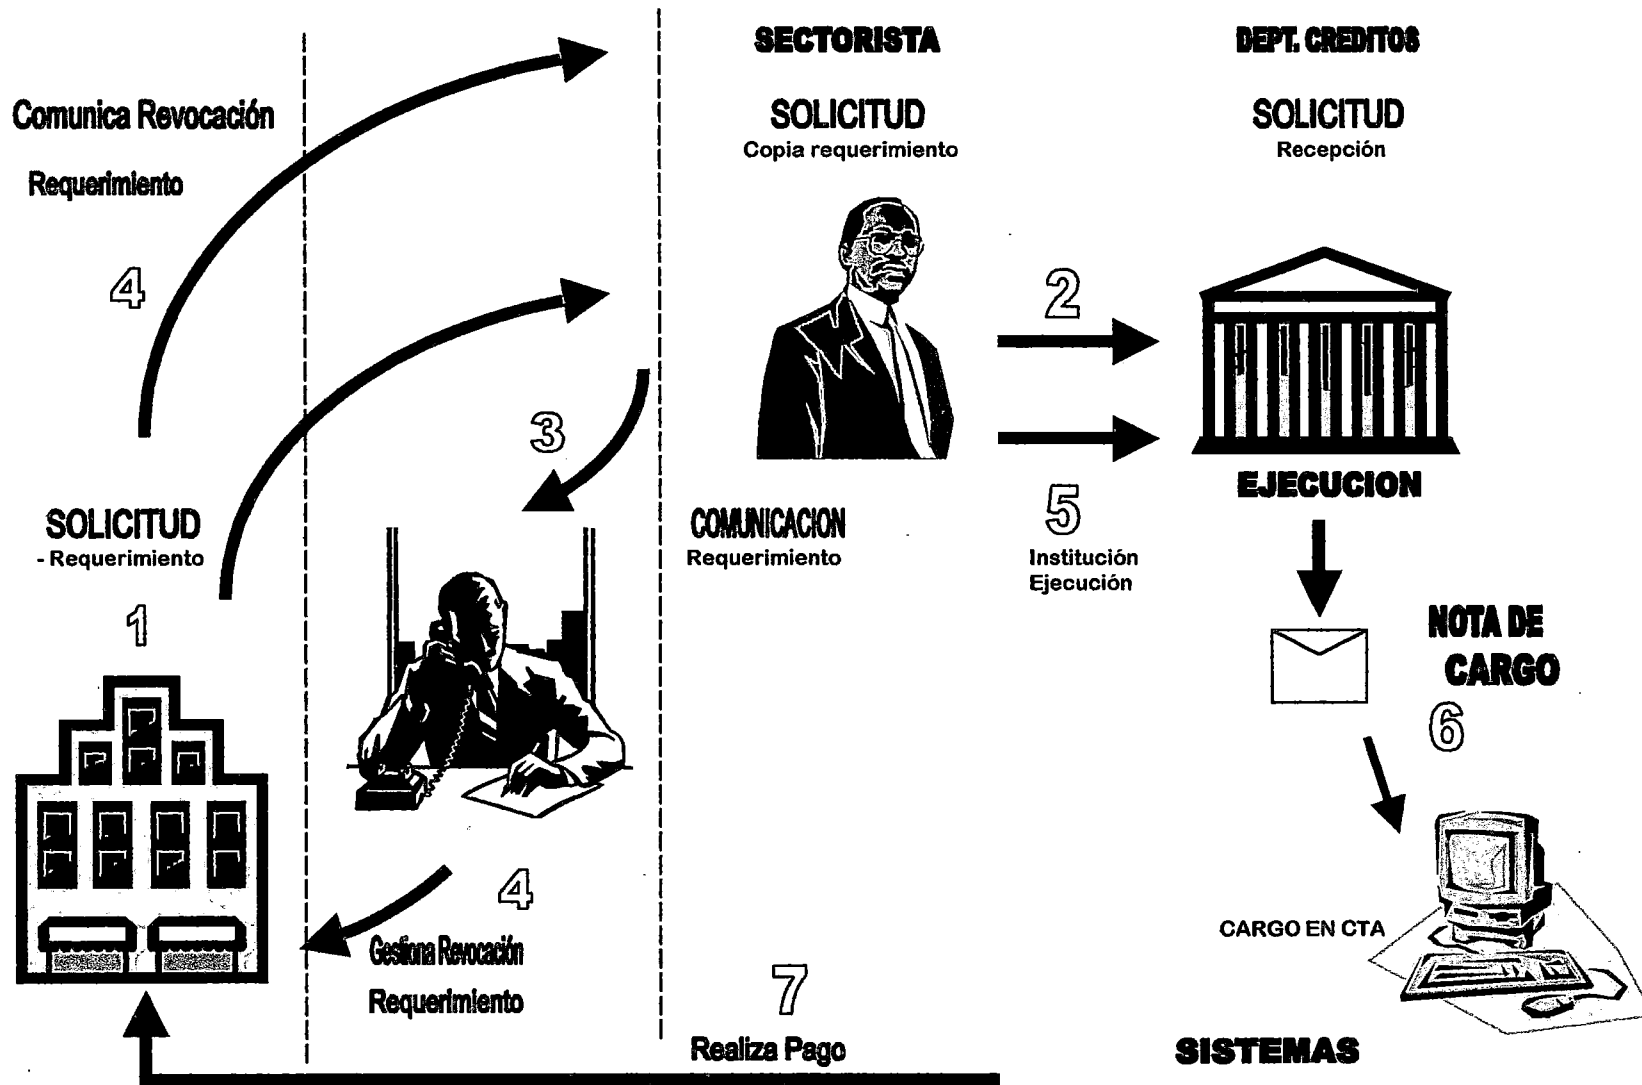 SECTORISTA
DEPT. CREDITOS
Comunica Revocación
Requerimiento
SOLICITUD
Copia requerimiento
SOLICITUD
Recepción
4
2
3
SOLICITUD
- Requerimiento
1
COMUNICACION
Requerimiento
5
Institución
Ejecución
EJECUCION
NOTA DE
CARGO
6
4
Gestiona Revocación
Requerimiento
CARGO EN CTA
7
Realiza Pago
SISTEMAS